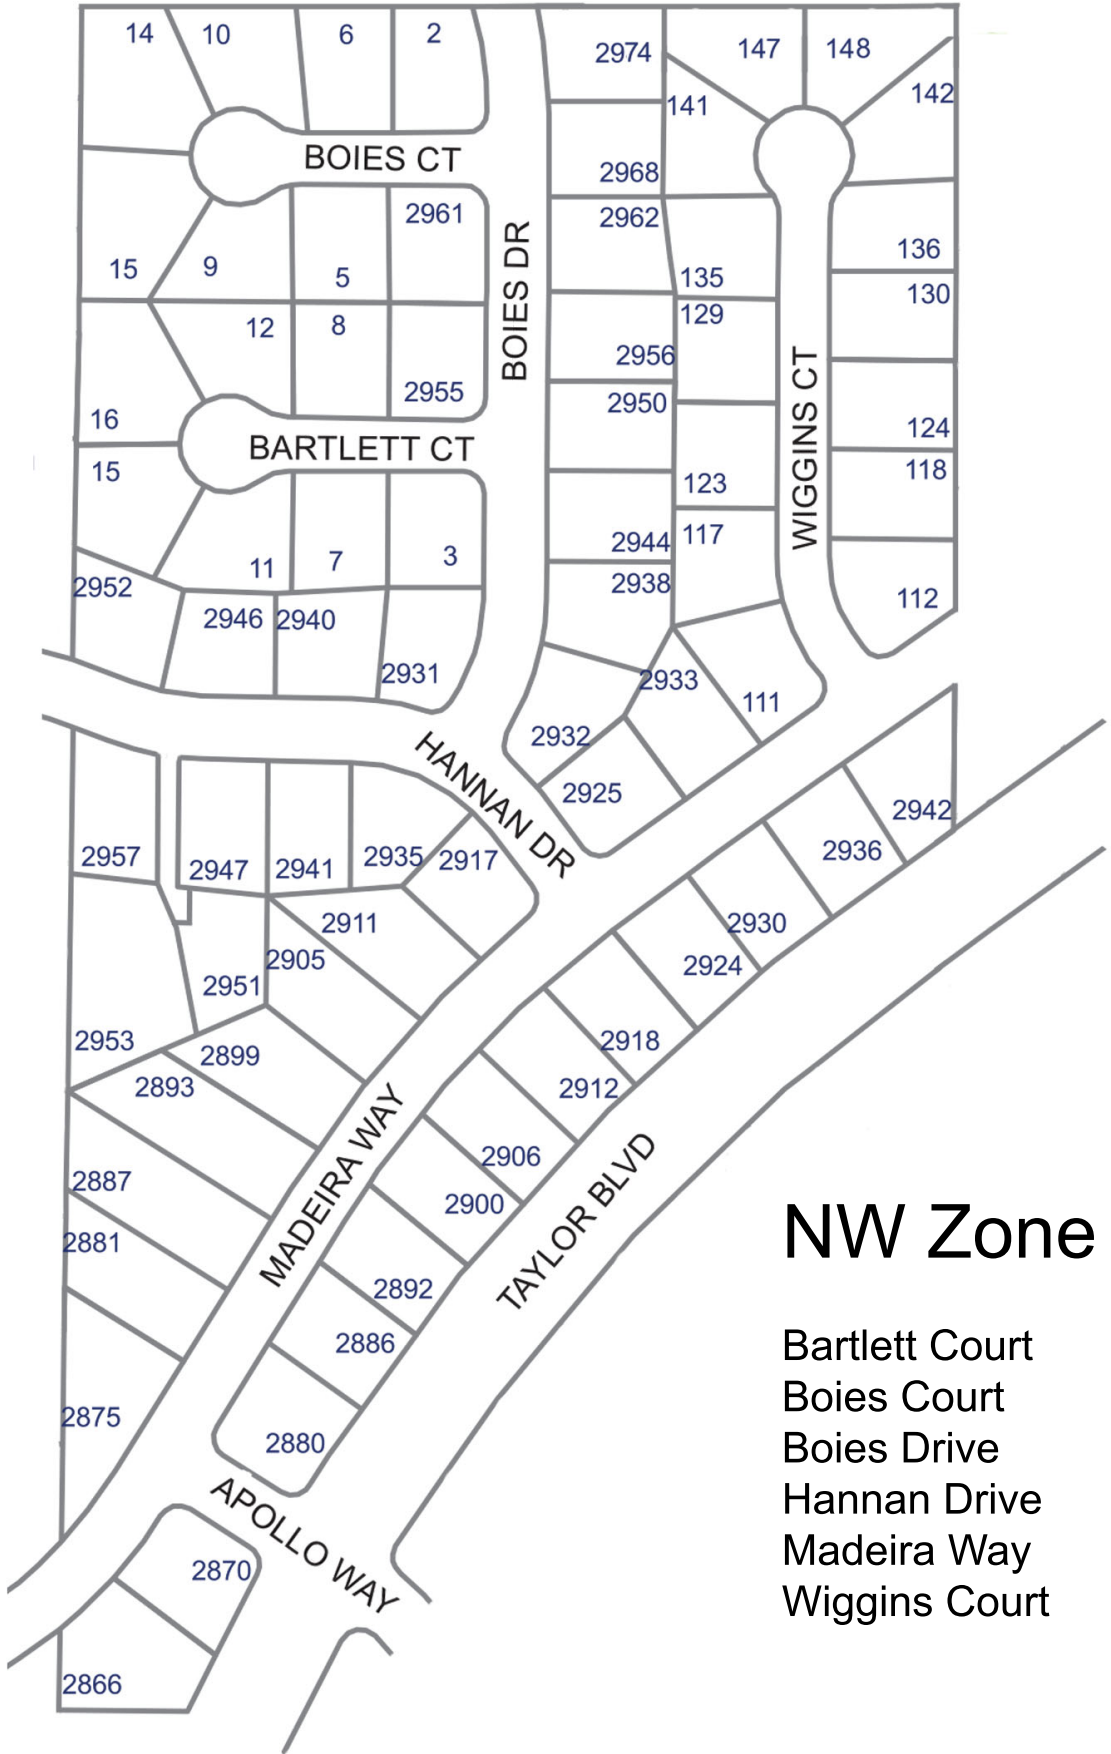 14 10 6 2 2974 147 148
141 142
BOIES CT 2968
2961 2962
BOIES DR
136
15 9 5 135
130
12 8 129
2955 2956
2950
WIGGINS CT
16 124
BARTLETT CT
15 118
123
117
11 7 3 2944
2952 2938
112
2946 2940
2931 2933
111
2932
HANNAN DR
2925
2942
2957 2947 2941 2935 2917 2936
2911 2930
2905 2924
2951
2953 2918
2899
2893 2912
MADEIRA WAY
2906
2887 2900
TAYLOR BLVD
2881
2892
2886
2875
2880
APOLLO WAY
2870
2866
NW Zone
Bartlett Court
Boies Court
Boies Drive
Hannan Drive
Madeira Way
Wiggins Court